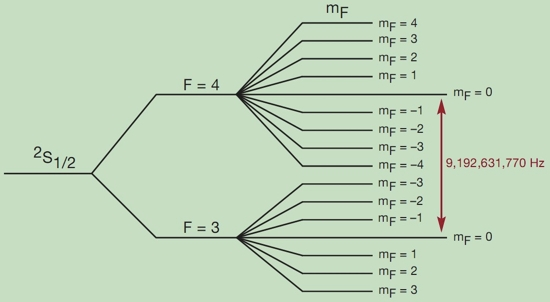 mF
mF = 4
mF = 3
mF = 2
mF = 1
F = 4
mF = 0
mF = –1
mF = –2
mF = –3
mF = –4
9,192,631,770 Hz
2S1/2
mF = –3
mF = –2
mF = –1
F = 3
mF = 0
mF = 1
mF = 2
mF = 3